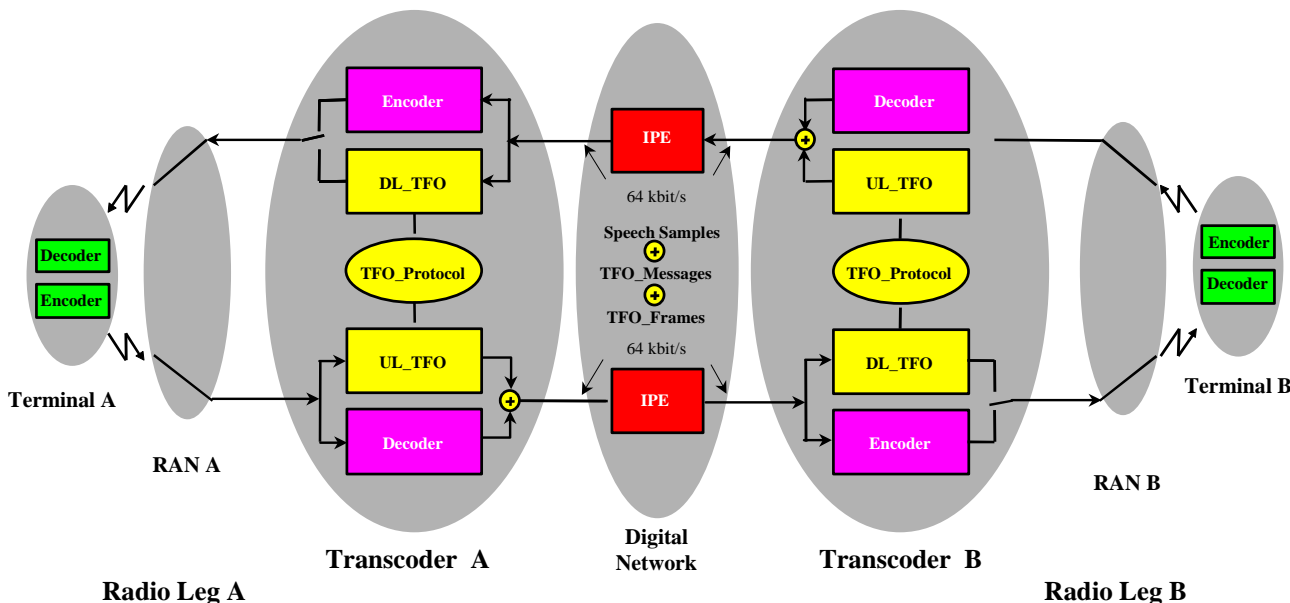 Encoder
DL_TFO
TFO_Protocol
UL_TFO
Decoder
IPE
64 kbit/s
Speech Samples
+
TFO_Messages
+
TFO_Frames
64 kbit/s
IPE
Decoder
UL_TFO
TFO_Protocol
DL_TFO
Encoder
+
+
Decoder
Encoder
Terminal A
RAN A
Encoder
Decoder
Terminal B
RAN B
Transcoder A
Digital
Network
Transcoder B
Radio Leg A
Radio Leg B